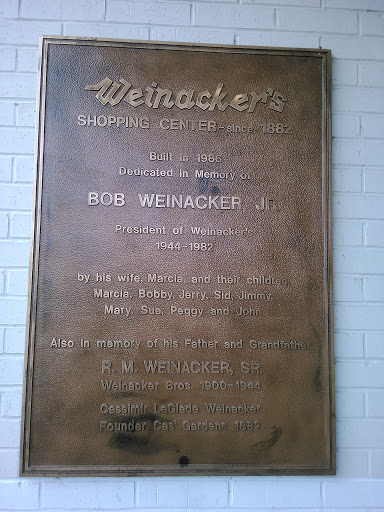 Weinacker's
SHOPPING CENTER - since 1882
Built in 1986
Dedicated in Memory of
BOB WEINACKER, Jr.
President of Weinacker's
1944-1982
by his wife, Marcia, and their children,
Marcia, Bobby, Jerry, Sid, Jimmy,
Mary, Sue, Peggy and John
Also in memory of his Father and Grandfather
R. M. WEINACKER, SR.
Weinacker Bros. 1900-1944
Cassimir LeGlade Weinacker
Founder Cas' Gardens 1882